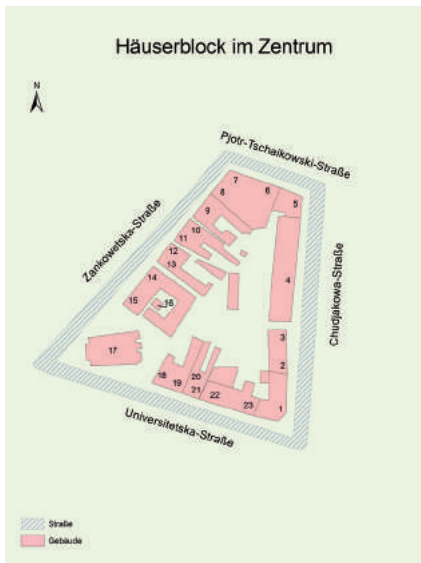 Häuserblock im Zentrum
N
Pjotr-Tschaikowski-Straße
7
6
8
5
9
Zankowetska-Straße
10
11
12
13
4
Chudjakowa-Straße
14
15
16
3
17
2
18
19
20
21
22
23
1
Universitetska-Straße
Straße
Gebäude